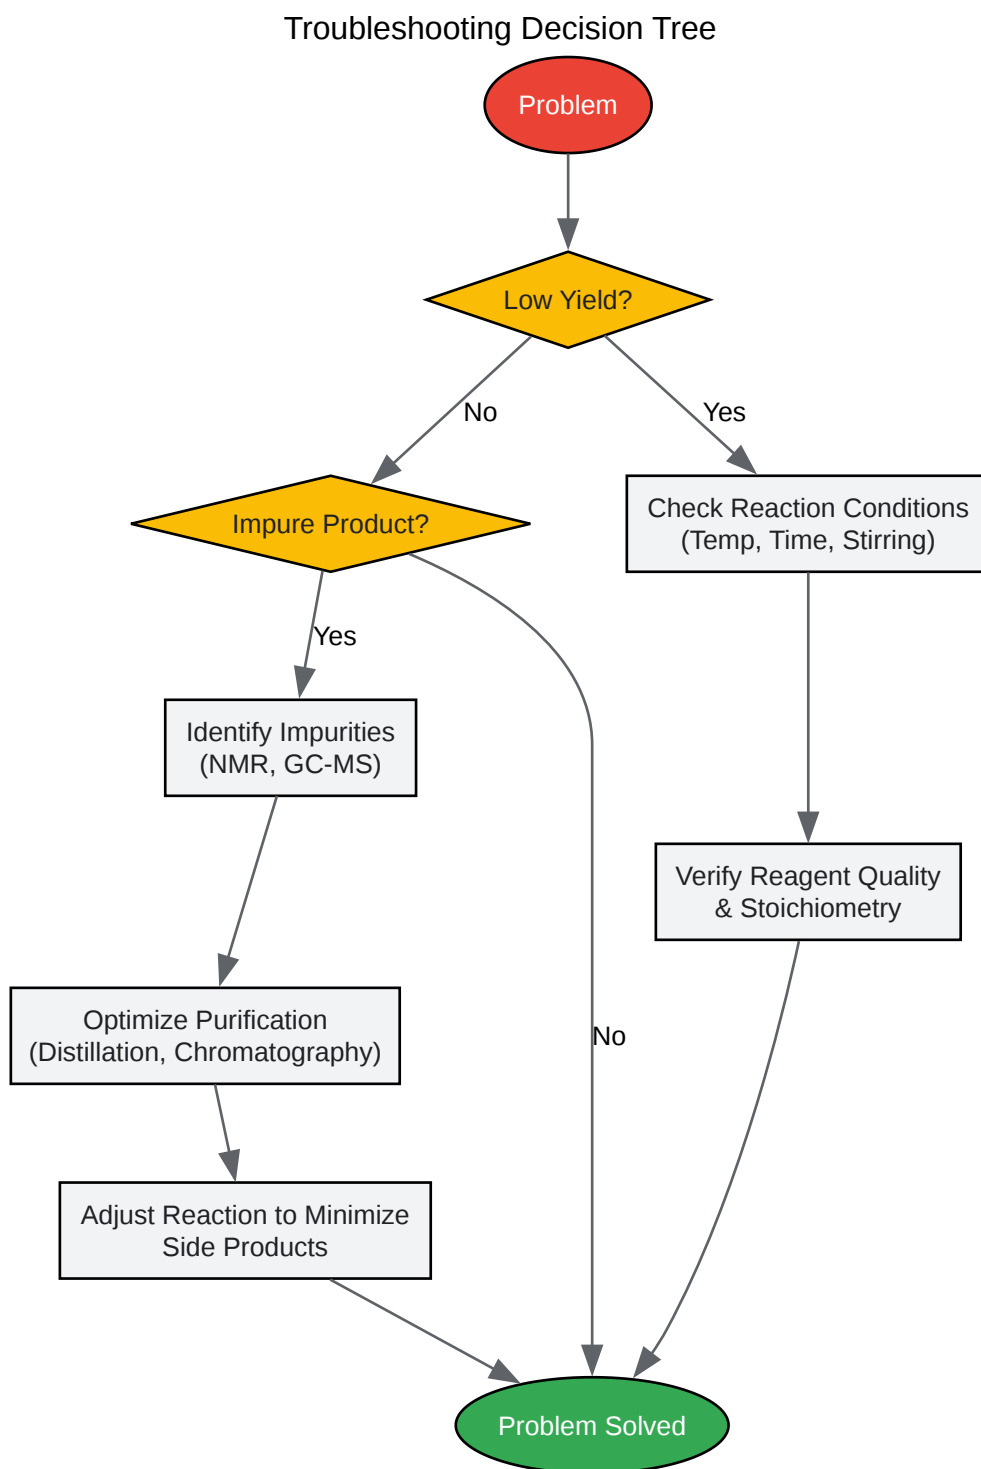 Troubleshooting Decision Tree
Problem
Low Yield?
No
Yes
Impure Product?
Check Reaction Conditions
(Temp, Time, Stirring)
Yes
Identify Impurities
(NMR, GC-MS)
Verify Reagent Quality
& Stoichiometry
Optimize Purification
(Distillation, Chromatography)
No
Adjust Reaction to Minimize
Side Products
Problem Solved